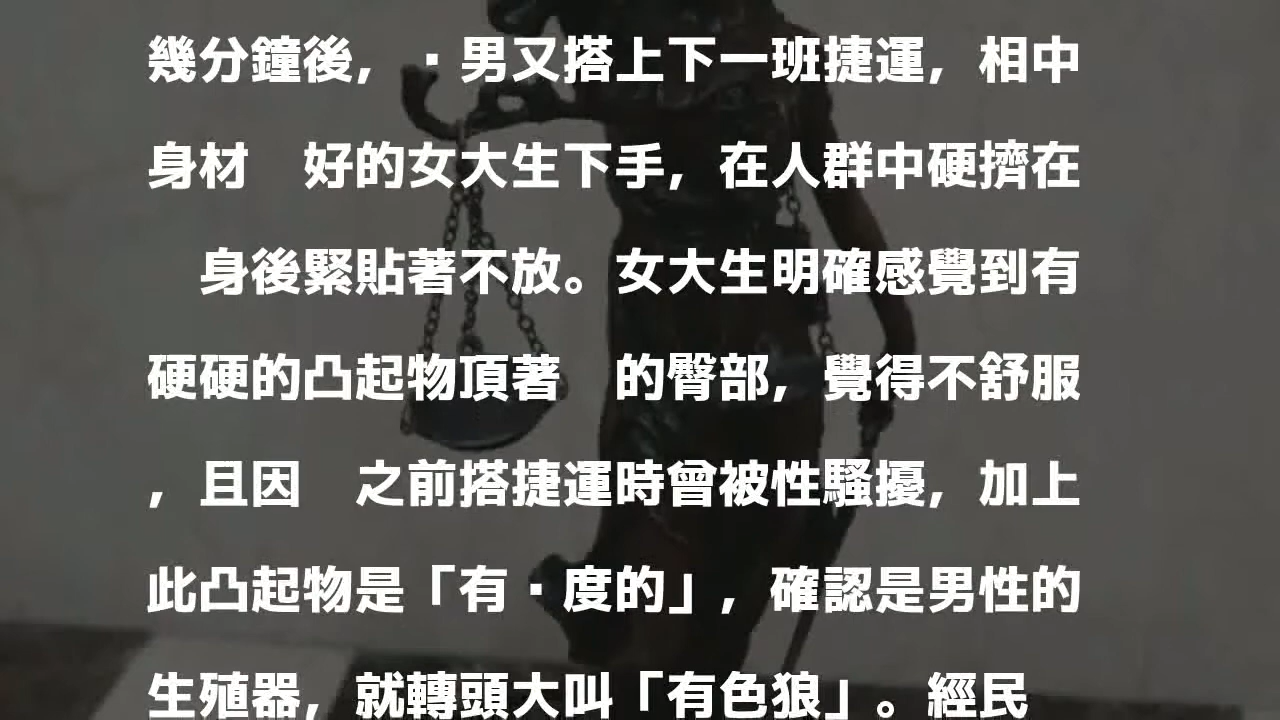 幾分鐘後，▪男又搭上下一班捷運，相中
身材　好的女大生下手，在人群中硬擠在
　身後緊貼著不放。女大生明確感覺到有
硬硬的凸起物頂著　的臀部，覺得不舒服
，且因　之前搭捷運時曾被性騷擾，加上
此凸起物是「有▪度的」，確認是男性的
生殖器，就轉頭大叫「有色狼」。經民